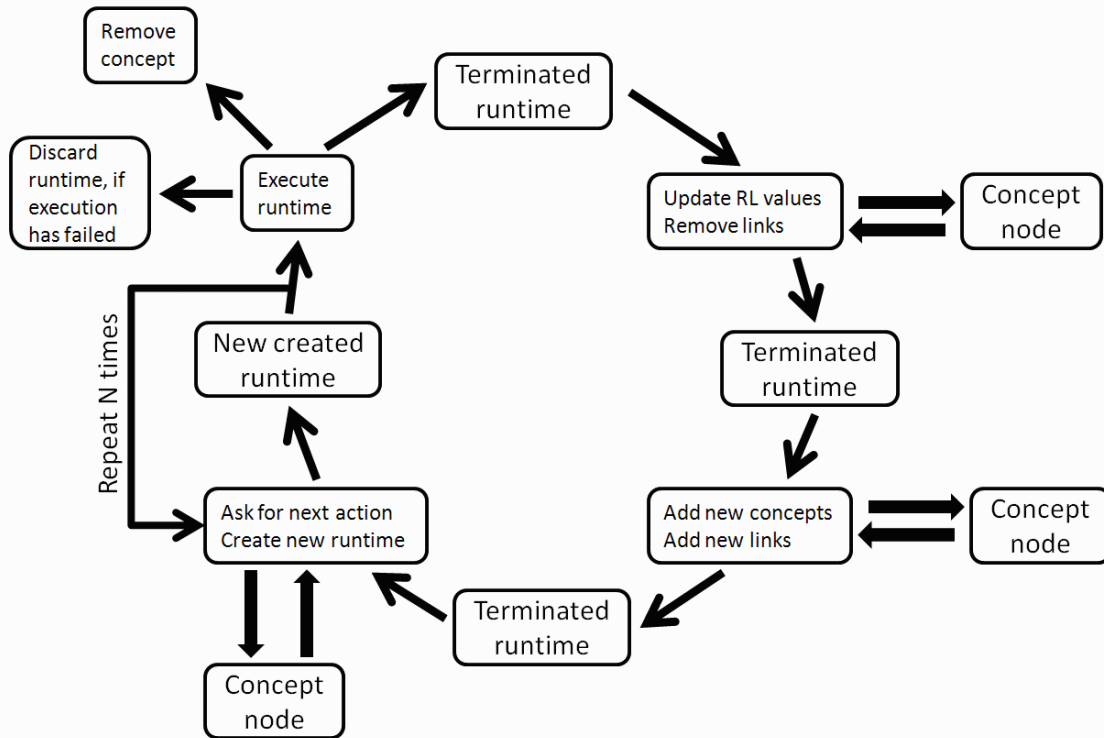 Remove
concept
Terminated
runtime
Discard
runtime, if
execution
has failed
Execute
runtime
Update RL values
Remove links
Concept
node
Repeat N times
New created
runtime
Terminated
runtime
Ask for next action
Create new runtime
Add new concepts
Add new links
Concept
node
Terminated
runtime
Concept
node